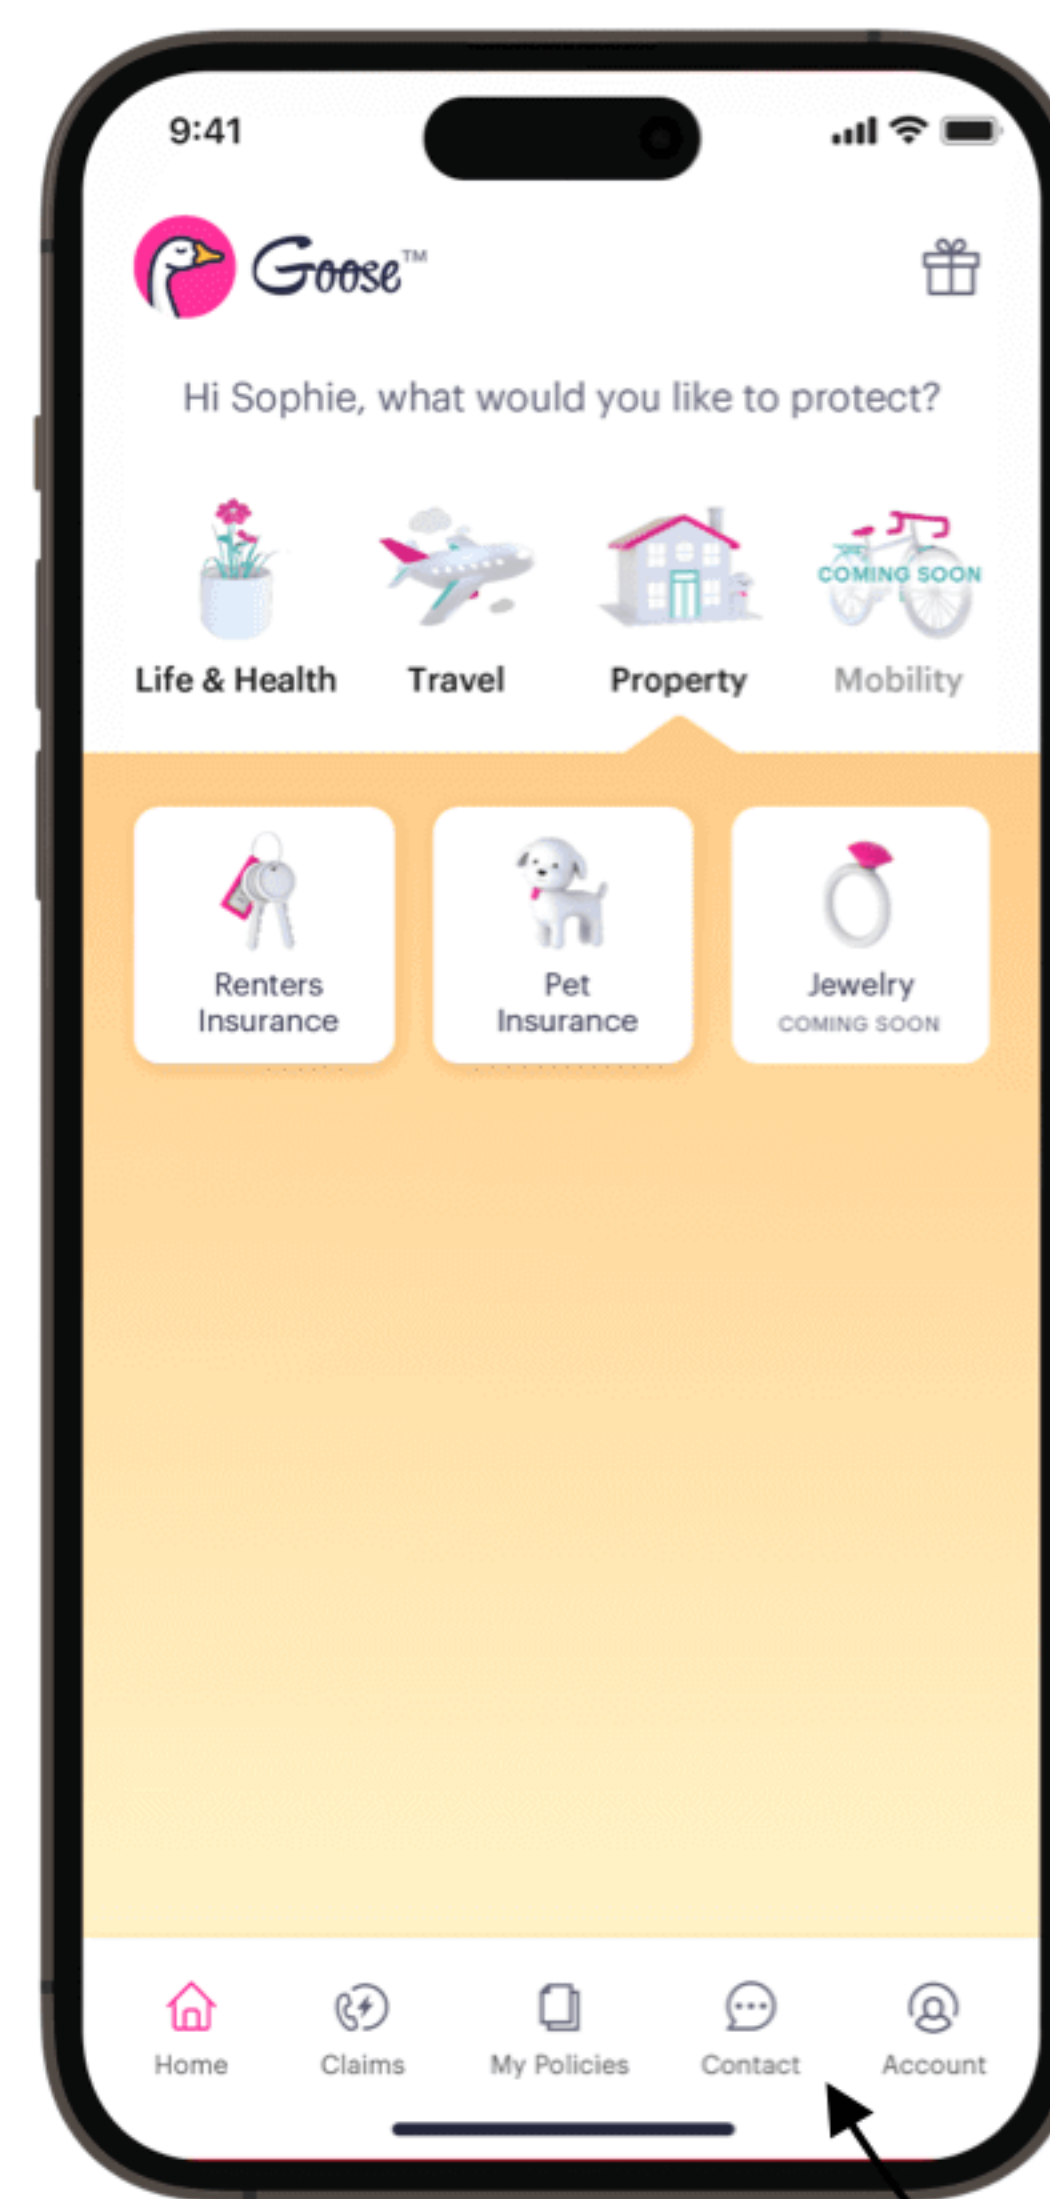 9:41
Goose™
Hi Sophie, what would you like to protect?
COMING SOON
Life & Health Travel Property Mobility
Renters Insurance
Pet Insurance
Jewelry
COMING SOON
Home Claims My Policies Contact Account